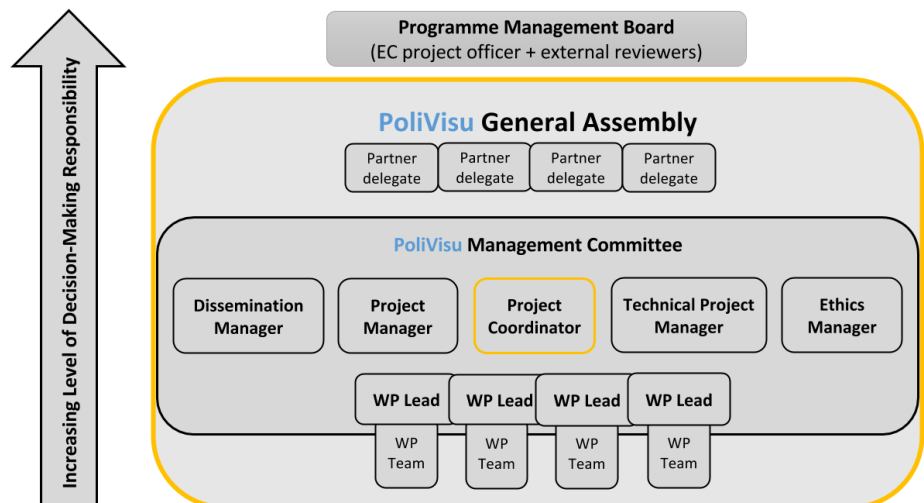 Programme Management Board
(EC project officer + external reviewers)
Increasing Level of Decision-Making Responsibility
PoliVisu General Assembly
Partner
delegate
Partner
delegate
Partner
delegate
Partner
delegate
PoliVisu Management Committee
Dissemination
Manager
Project
Manager
Project
Coordinator
Technical Project
Manager
Ethics
Manager
WP Lead
WP Lead
WP Lead
WP Lead
WP
Team
WP
Team
WP
Team
WP
Team